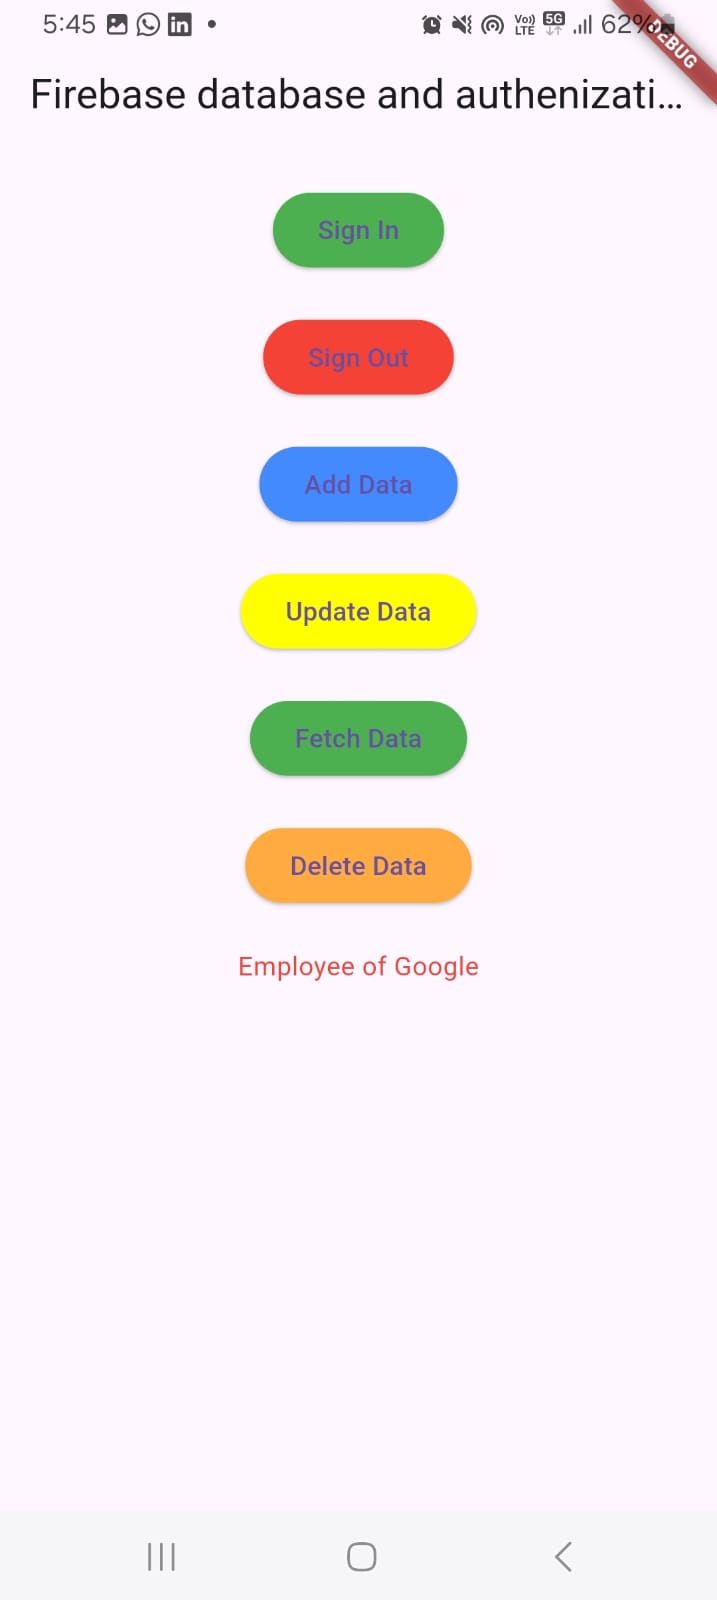 5:45
Vo)) LTE 5G 62%
DEBUG
Firebase database and authenizati...
Sign In
Sign Out
Add Data
Update Data
Fetch Data
Delete Data
Employee of Google